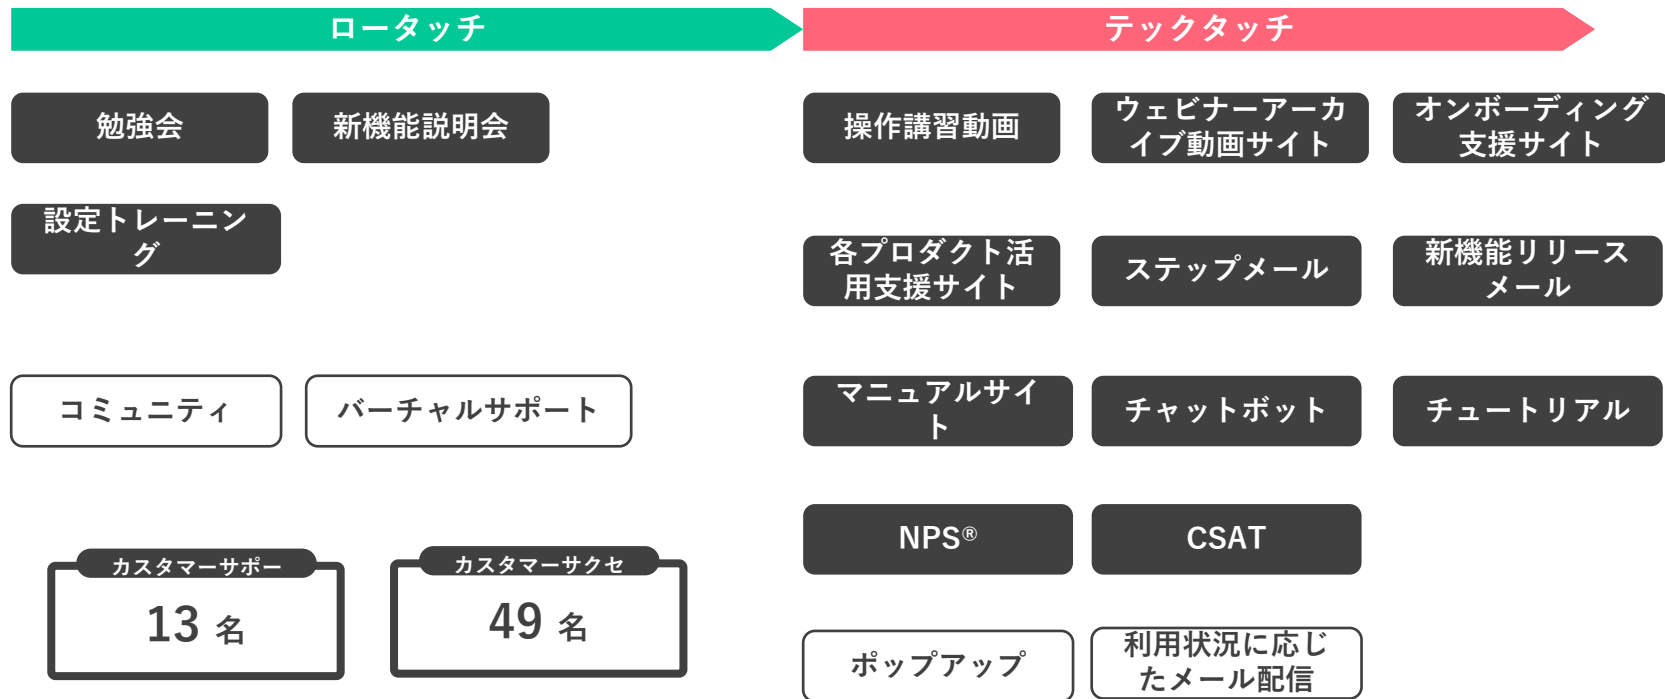 ロータッチ
テックタッチ
勉強会
新機能説明会
設定トレーニン
グ
コミュニティ
バーチャルサポート
カスタマーサポー
13 名
カスタマーサクセ
49 名
操作講習動画
ウェビナーアーカ
イブ動画サイト
オンボーディング
支援サイト
各プロダクト活
用支援サイト
ステップメール
新機能リリース
メール
マニュアルサイ
ト
チャットボット
チュートリアル
NPS®
CSAT
ポップアップ
利用状況に応じ
たメール配信